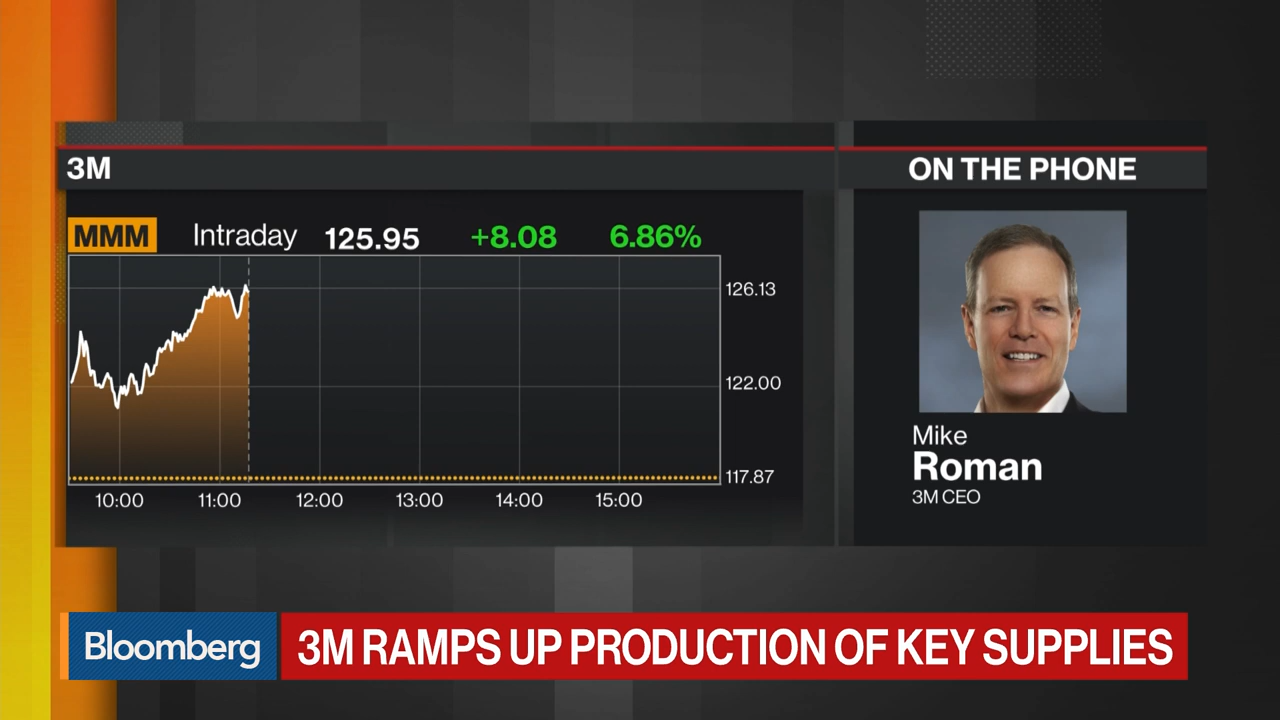 3M
ON THE PHONE
MMM Intraday 125.95 +8.08 6.86%
126.13
122.00
117.87
10:00 11:00 12:00 13:00 14:00 15:00
Mike
Roman
3M CEO
Bloomberg
3M RAMPS UP PRODUCTION OF KEY SUPPLIES